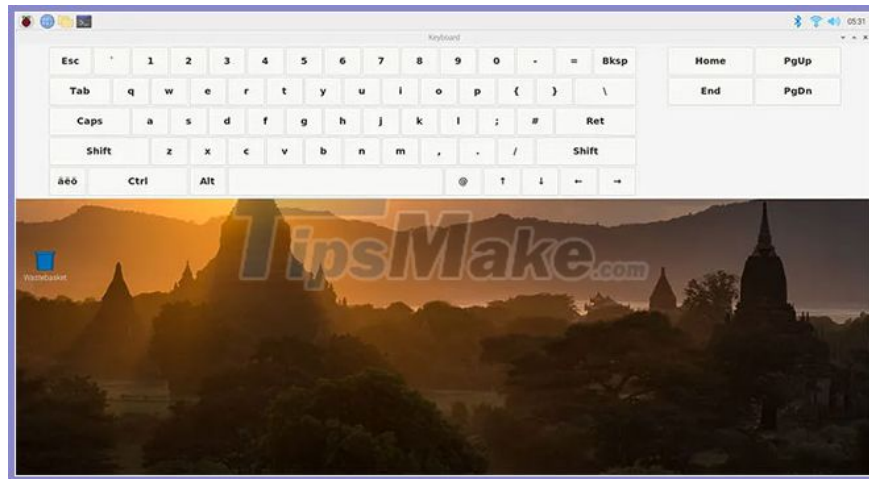 05:31
Keyboard
Esc ` 1 2 3 4 5 6 7 8 9 0 - = Bksp Home PgUp
Tab q w e r t y u i o p { } \ End PgDn
Caps a s d f g h j k l ; # Ret
Shift z x c v b n m , . / Shift
äëö Ctrl Alt @ ↑ ↓ ← →
TipsMake.com
Wastebasket